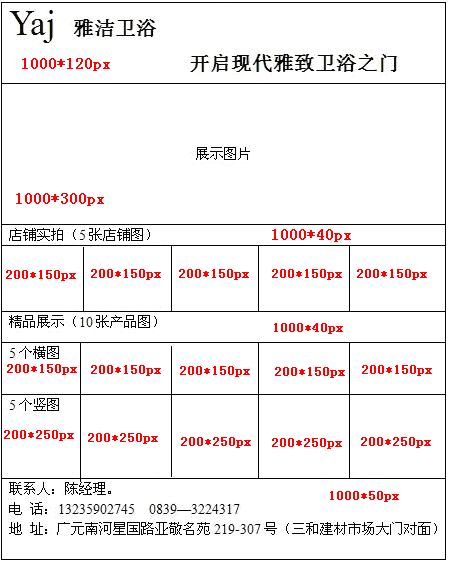 Yaj 雅洁卫浴
1000*120px 开启现代雅致卫浴之门
展示图片
1000*300px
店铺实拍（5张店铺图） 1000*40px
200*150px 200*150px 200*150px 200*150px 200*150px
精品展示（10张产品图） 1000*40px
5个横图
200*150px 200*150px 200*150px 200*150px 200*150px
5个竖图
200*250px 200*250px 200*250px 200*250px 200*250px
联系人：陈经理。 1000*50px
电 话：13235902745 0839—3224317
地 址：广元南河星国路亚敬名苑 219-307号（三和建材市场大门对面）